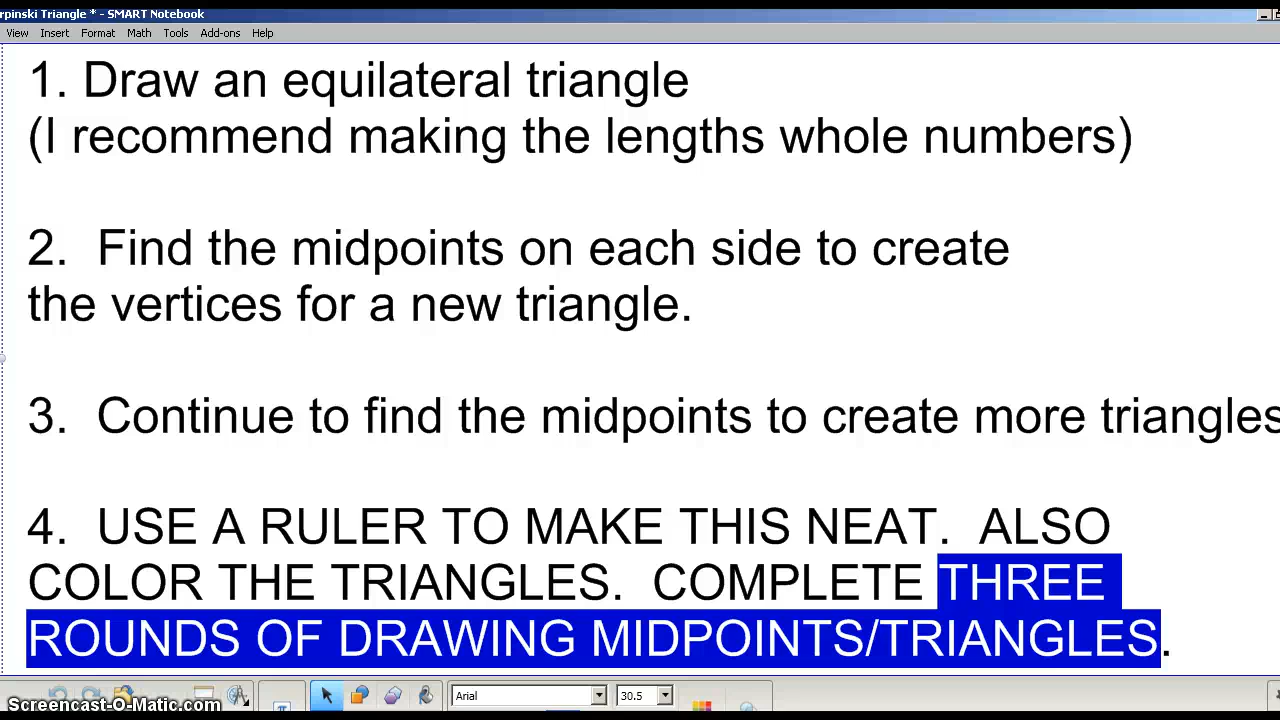 rpinski Triangle * - SMART Notebook
View Insert Format Math Tools Add-ons Help
1. Draw an equilateral triangle
(I recommend making the lengths whole numbers)
2. Find the midpoints on each side to create
the vertices for a new triangle.
3. Continue to find the midpoints to create more triangles
4. USE A RULER TO MAKE THIS NEAT. ALSO
COLOR THE TRIANGLES. COMPLETE THREE
ROUNDS OF DRAWING MIDPOINTS/TRIANGLES.
Arial 30.5
Screencast-O-Matic.com